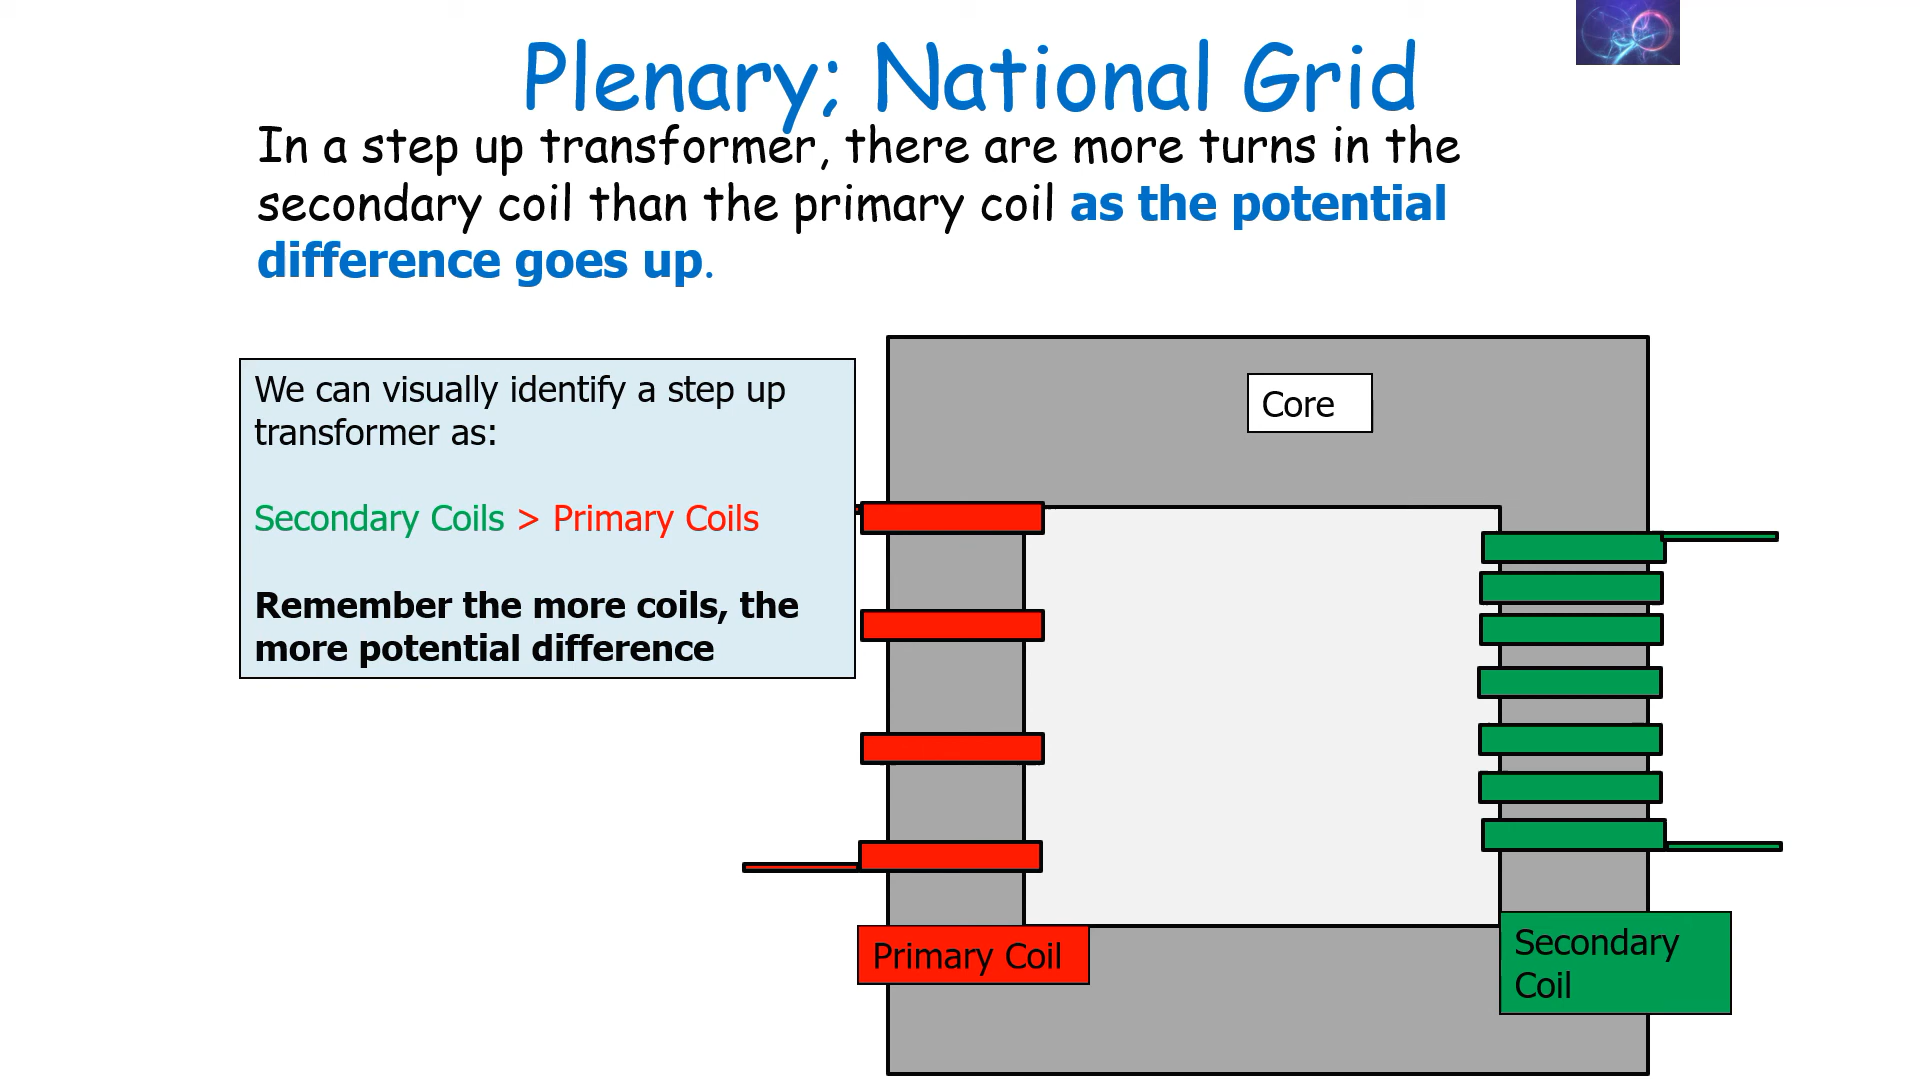 Plenary; National Grid
In a step up transformer, there are more turns in the
secondary coil than the primary coil as the potential
difference goes up.
We can visually identify a step up
transformer as:
Secondary Coils > Primary Coils
Remember the more coils, the
more potential difference
Core
Primary Coil
Secondary
Coil